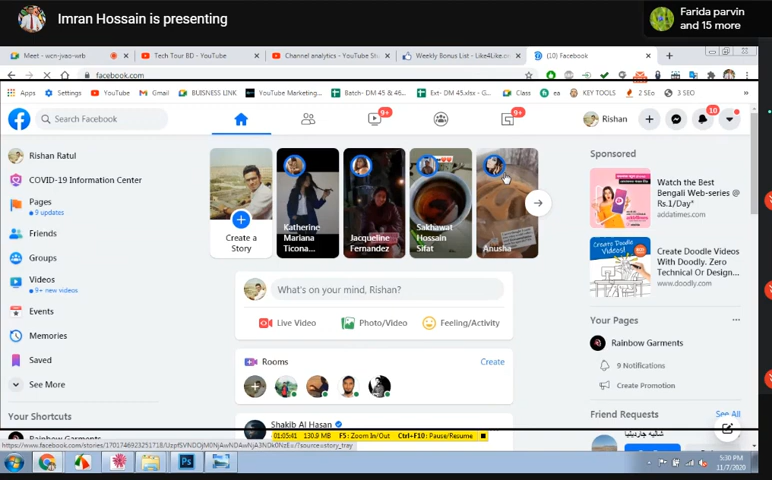 Imran Hossain is presenting
Farida parvin
and 15 more
Meet - wcn-jvao-wrb
Tech Tour BD - YouTube
Channel analytics - YouTube St
Weekly Bonus List - Like4Like.c
(10) Facebook
facebook.com
Apps
Settings
YouTube
Gmail
BUISNESS LINK
YouTube Marketing...
Batch- DM 45 & 46...
Ext- DM 45.xlsx - G...
Class
ea
KEY TOOLS
2 SEo
3 SEO
Search Facebook
9+
9+
Rishan
10
Rishan Ratul
COVID-19 Information Center
Pages
9 updates
Friends
Groups
Videos
9+ new videos
Events
Memories
Saved
See More
Your Shortcuts
Rainbow Garments
Create a
Story
Katherine
Mariana
Ticona...
Jacqueline
Fernandez
Sakhawat
Hossain
Sifat
Anusha
What's on your mind, Rishan?
Live Video
Photo/Video
Feeling/Activity
Rooms
Create
Shakib Al Hasan
01:05:41 130.9 MB F5: Zoom In/Out Ctrl+F10: Pause/Resume
Sponsored
Watch the Best
Bengali Web-series @
Rs.1/Day*
addatimes.com
Create Doodle
Videos!
Create Doodle Videos
With Doodly. Zero
Technical Or Design...
www.doodly.com
Your Pages
Rainbow Garments
9 Notifications
Create Promotion
Friend Requests
See All
5:30 PM
11/7/2020